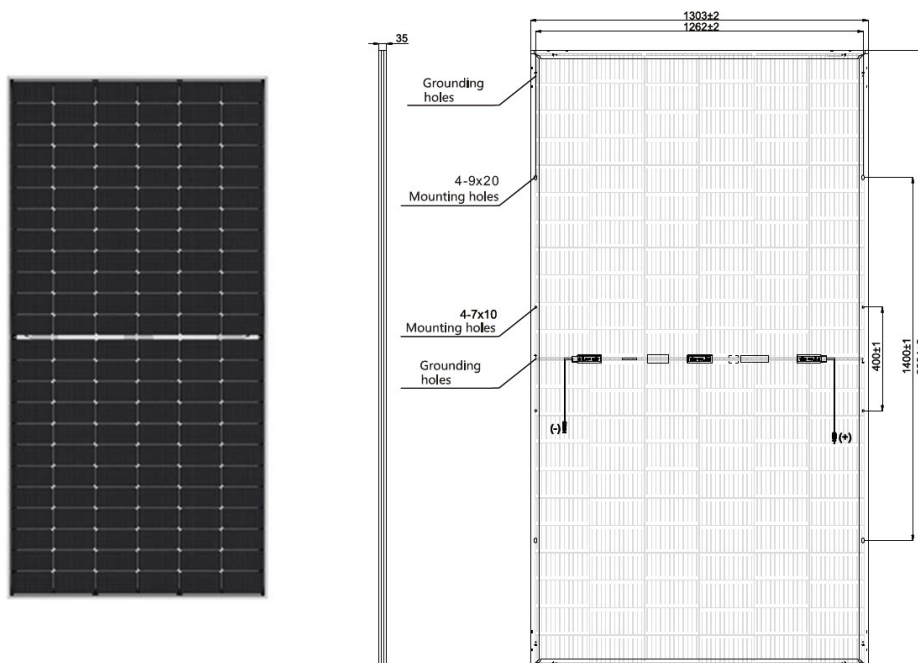 1303±2
1262±2
35
Grounding
holes
4-9x20
Mounting holes
4-7x10
Mounting holes
Grounding
holes
400±1
1400±1
(-)
(+)